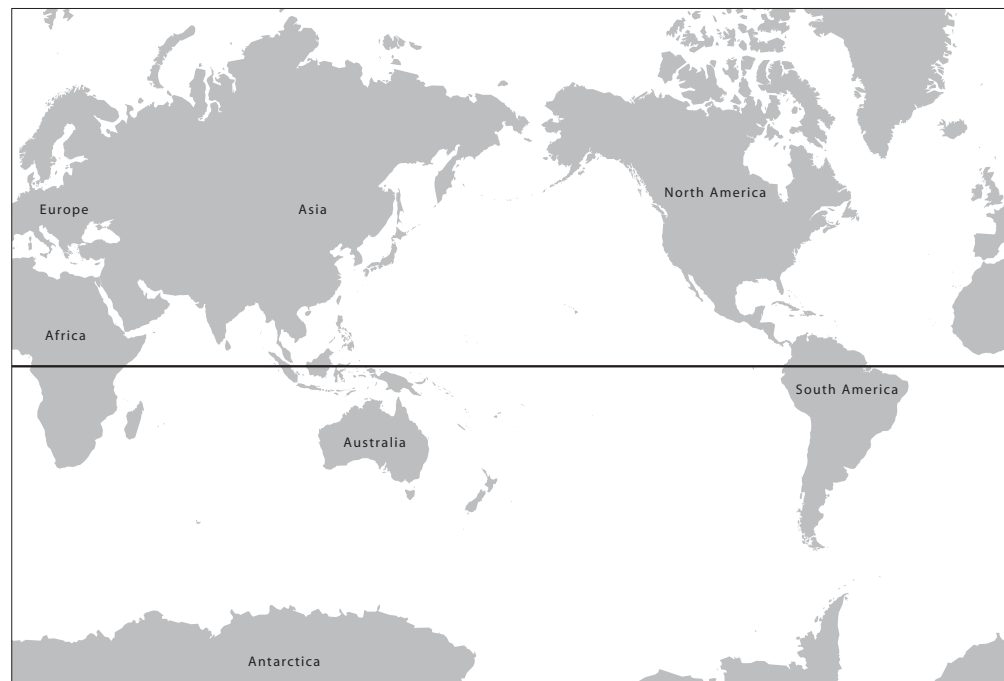 North America
Europe
Asia
Africa
South America
Australia
Antarctica